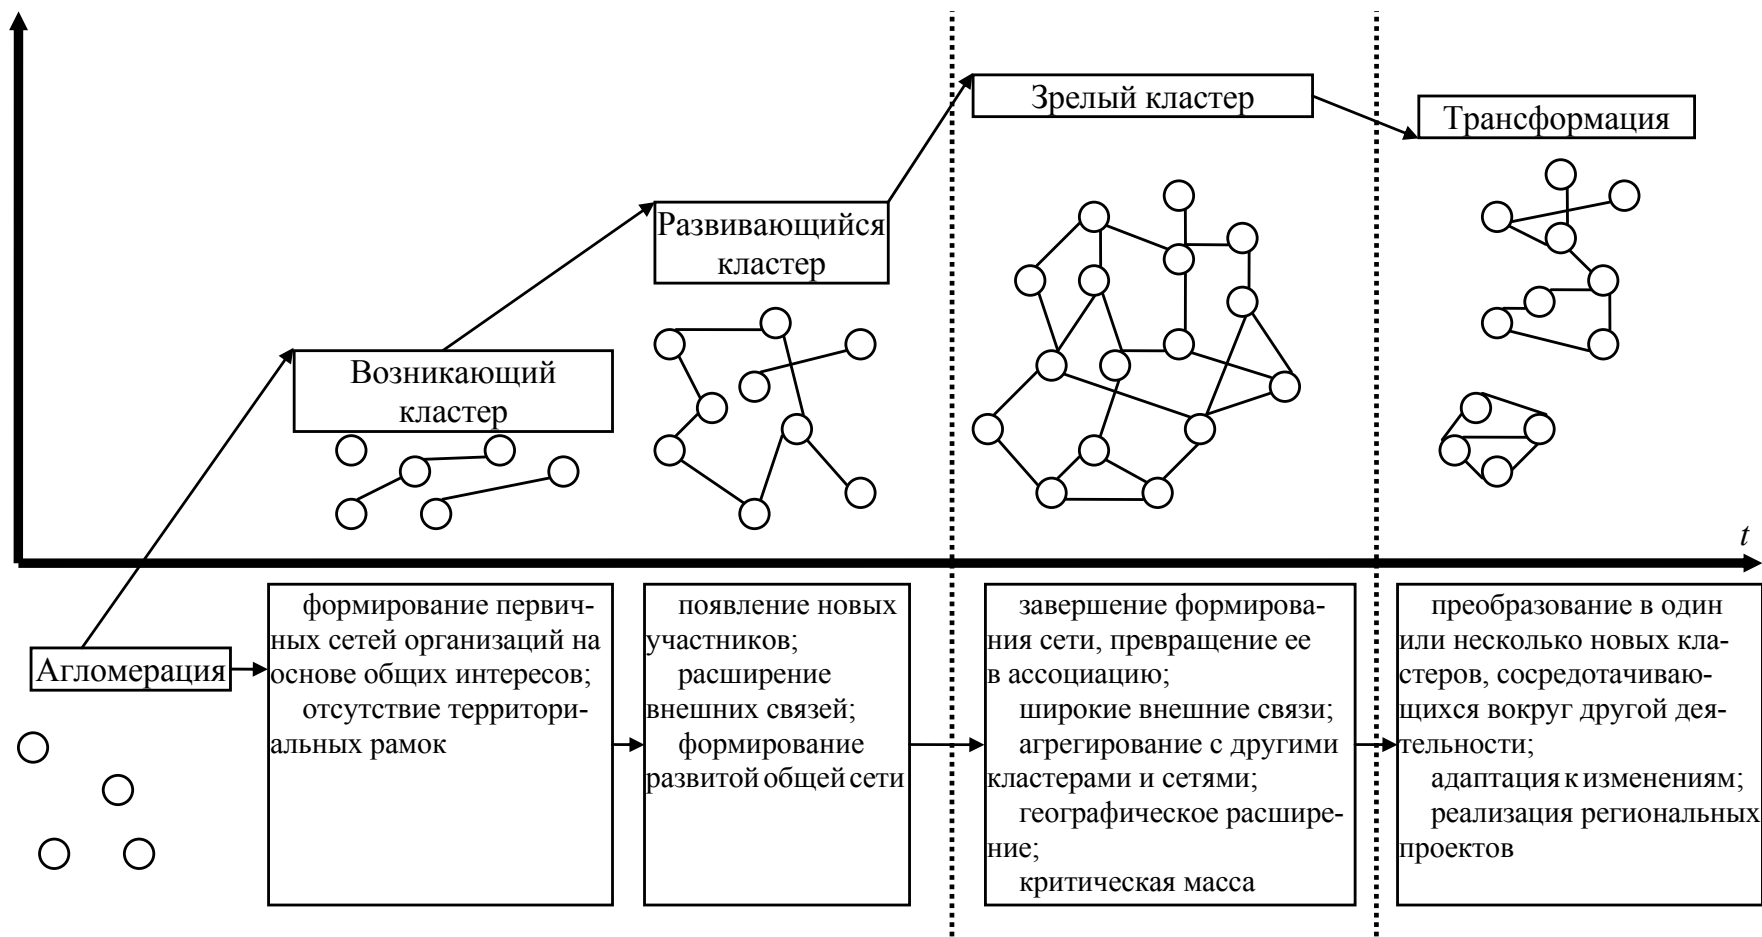 Зрелый кластер
Трансформация
Развивающийся
кластер
Возникающий
кластер
t
Агломерация
формирование первич-
ных сетей организаций на
основе общих интересов;
отсутствие территори-
альных рамок
появление новых
участников;
расширение
внешних связей;
формирование
развитой общей сети
завершение формирова-
ния сети, превращение ее
в ассоциацию;
широкие внешние связи;
агрегирование с другими
кластерами и сетями;
географическое расшире-
ние;
критическая масса
преобразование в один
или несколько новых кла-
стеров, сосредотачиваю-
щихся вокруг другой дея-
тельности;
адаптация к изменениям;
реализация региональных
проектов